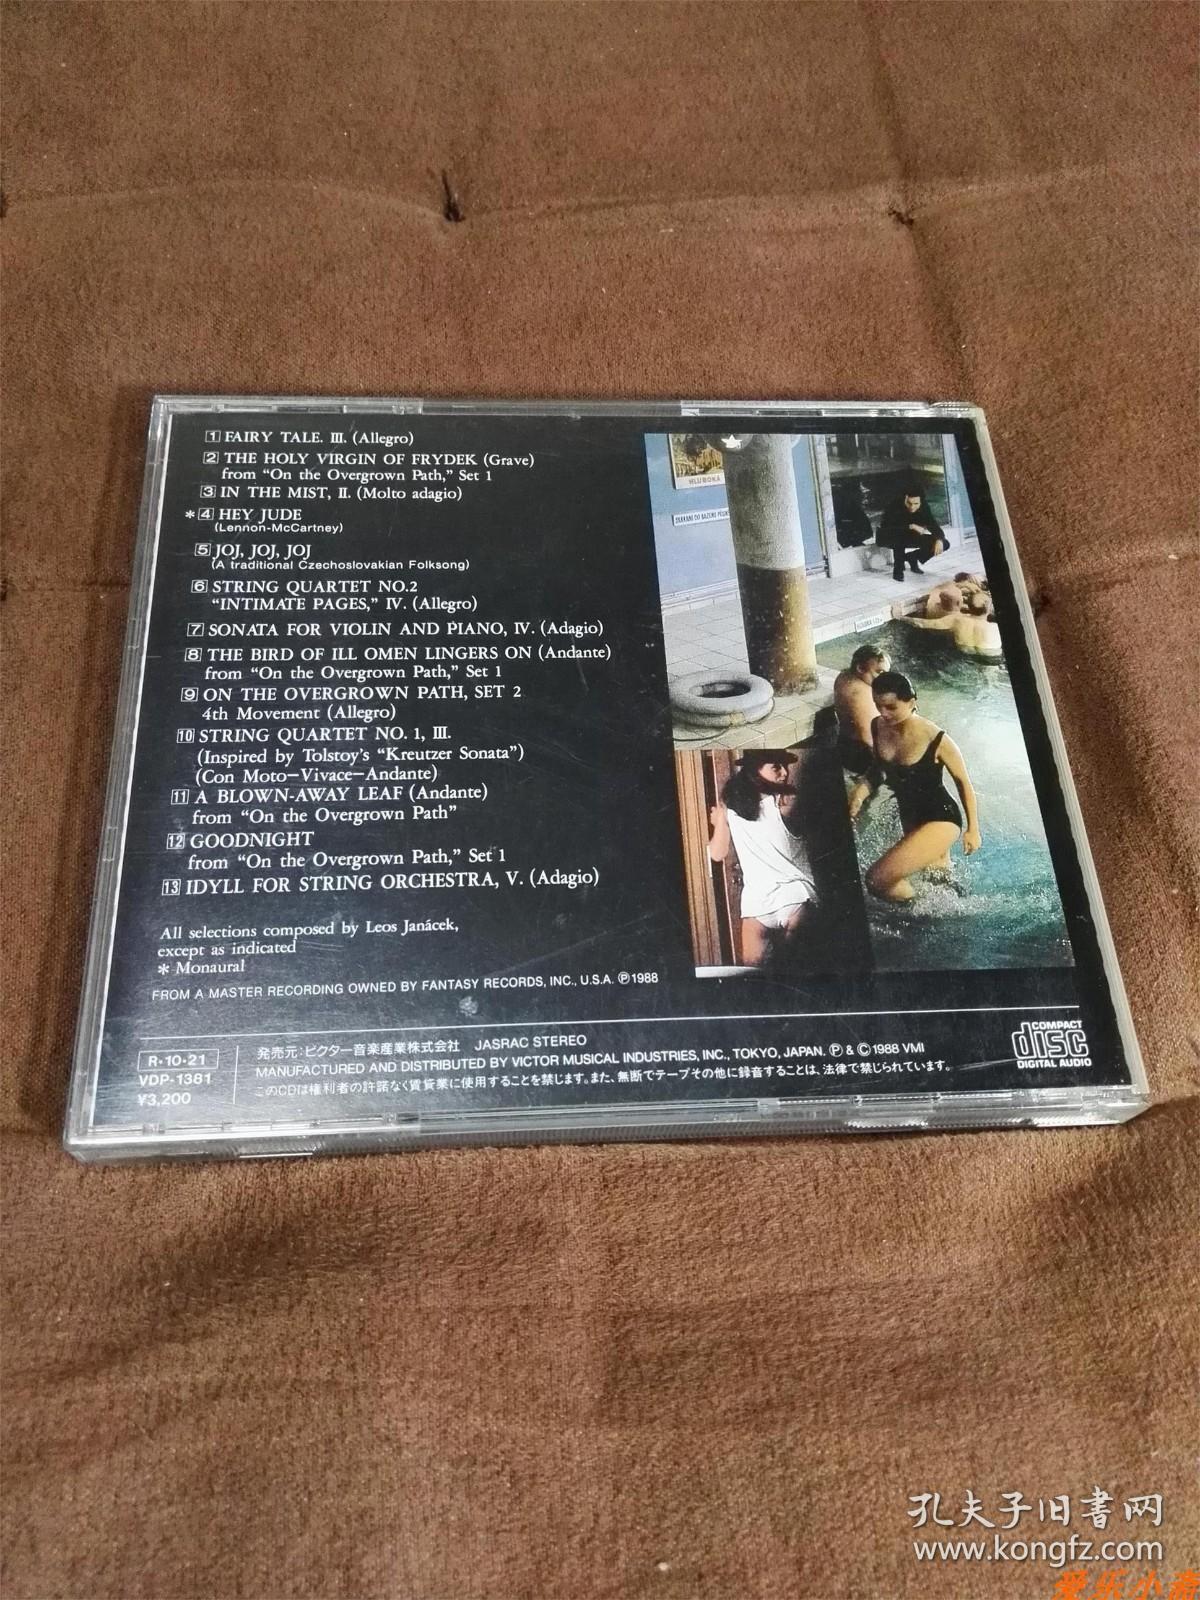 1 FAIRY TALE. III. (Allegro)
2 THE HOLY VIRGIN OF FRYDEK (Grave)
from "On the Overgrown Path," Set 1
3 IN THE MIST, II. (Molto adagio)
*4 HEY JUDE
(Lennon-McCartney)
5 JOJ, JOJ, JOJ
(A traditional Czechoslovakian Folksong)
6 STRING QUARTET NO.2
"INTIMATE PAGES," IV. (Allegro)
7 SONATA FOR VIOLIN AND PIANO, IV. (Adagio)
8 THE BIRD OF ILL OMEN LINGERS ON (Andante)
from "On the Overgrown Path," Set 1
9 ON THE OVERGROWN PATH, SET 2
4th Movement (Allegro)
10 STRING QUARTET NO. 1, III.
(Inspired by Tolstoy's "Kreutzer Sonata")
(Con Moto–Vivace–Andante)
11 A BLOWN-AWAY LEAF (Andante)
from "On the Overgrown Path"
12 GOODNIGHT
from "On the Overgrown Path," Set 1
13 IDYLL FOR STRING ORCHESTRA, V. (Adagio)
All selections composed by Leos Janácek,
except as indicated
* Monaural
FROM A MASTER RECORDING OWNED BY FANTASY RECORDS, INC., U.S.A. Ⓟ1988
HLUBOKA
R・10・21
VDP-1381
¥3,200
発売元:ビクター音楽産業株式会社 JASRAC STEREO
MANUFACTURED AND DISTRIBUTED BY VICTOR MUSICAL INDUSTRIES, INC., TOKYO, JAPAN. Ⓟ & © 1988 VMI
このCDは権利者の許諾なく賃貸業に使用することを禁じます。また、無断でテープその他に録音することは、法律で禁じられています。
COMPACT
disc
DIGITAL AUDIO
孔夫子旧书网
www.kongfz.com
爱乐小斋